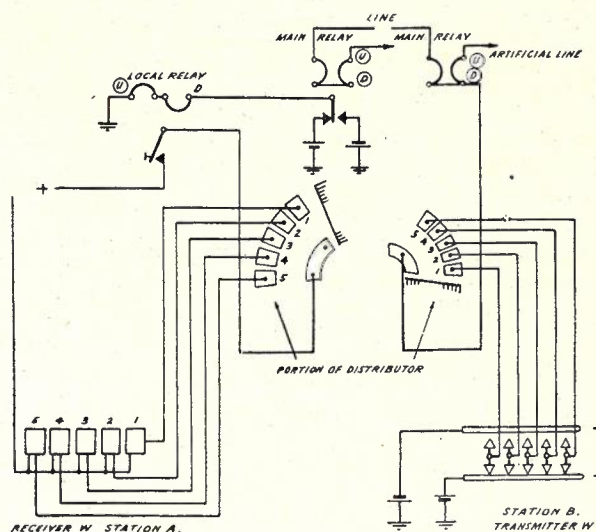 LINE
MAIN RELAY MAIN RELAY
U U ARTIFICIAL LINE
U LOCAL RELAY D D D
+
1 2 3 4 5
5 4 3 2 1
PORTION OF DISTRIBUTOR
5 4 3 2 1
RECEIVER W STATION A.
STATION B.
TRANSMITTER W